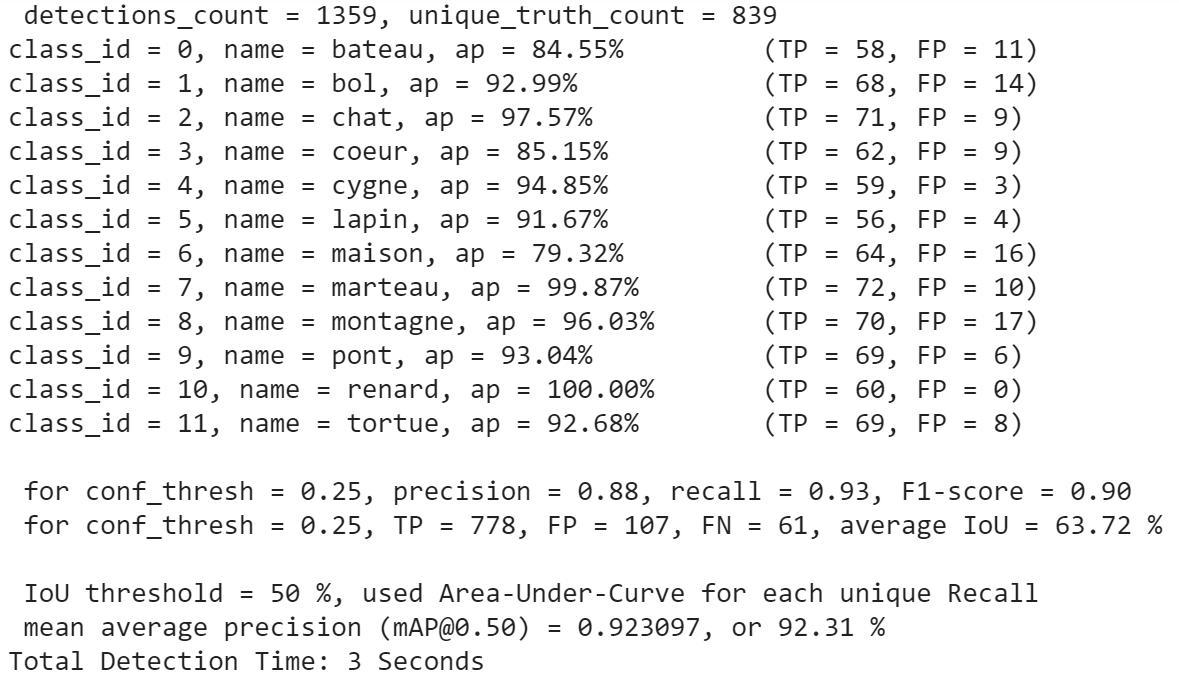 detections_count = 1359, unique_truth_count = 839
class_id = 0, name = bateau, ap = 84.55% (TP = 58, FP = 11)
class_id = 1, name = bol, ap = 92.99% (TP = 68, FP = 14)
class_id = 2, name = chat, ap = 97.57% (TP = 71, FP = 9)
class_id = 3, name = coeur, ap = 85.15% (TP = 62, FP = 9)
class_id = 4, name = cygne, ap = 94.85% (TP = 59, FP = 3)
class_id = 5, name = lapin, ap = 91.67% (TP = 56, FP = 4)
class_id = 6, name = maison, ap = 79.32% (TP = 64, FP = 16)
class_id = 7, name = marteau, ap = 99.87% (TP = 72, FP = 10)
class_id = 8, name = montagne, ap = 96.03% (TP = 70, FP = 17)
class_id = 9, name = pont, ap = 93.04% (TP = 69, FP = 6)
class_id = 10, name = renard, ap = 100.00% (TP = 60, FP = 0)
class_id = 11, name = tortue, ap = 92.68% (TP = 69, FP = 8)
for conf_thresh = 0.25, precision = 0.88, recall = 0.93, F1-score = 0.90
for conf_thresh = 0.25, TP = 778, FP = 107, FN = 61, average IoU = 63.72 %
IoU threshold = 50 %, used Area-Under-Curve for each unique Recall
mean average precision (mAP@0.50) = 0.923097, or 92.31 %
Total Detection Time: 3 Seconds